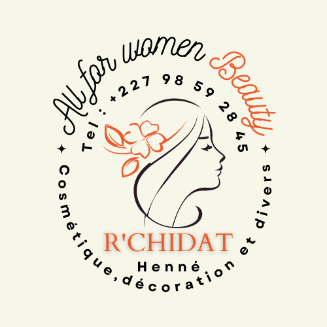 All for women Beauty
Tel : +227 98 59 28 45
R'CHIDAT
Henné
Cosmétique,décoration et divers